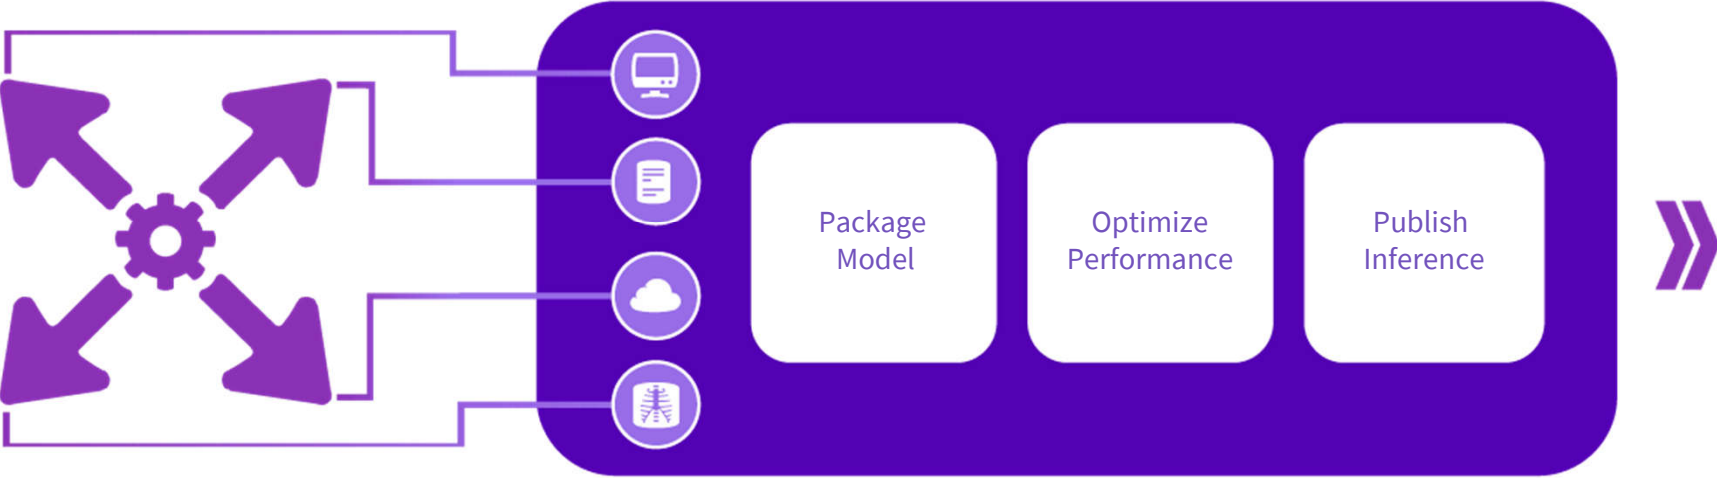 Package
Model
Optimize
Performance
Publish
Inference